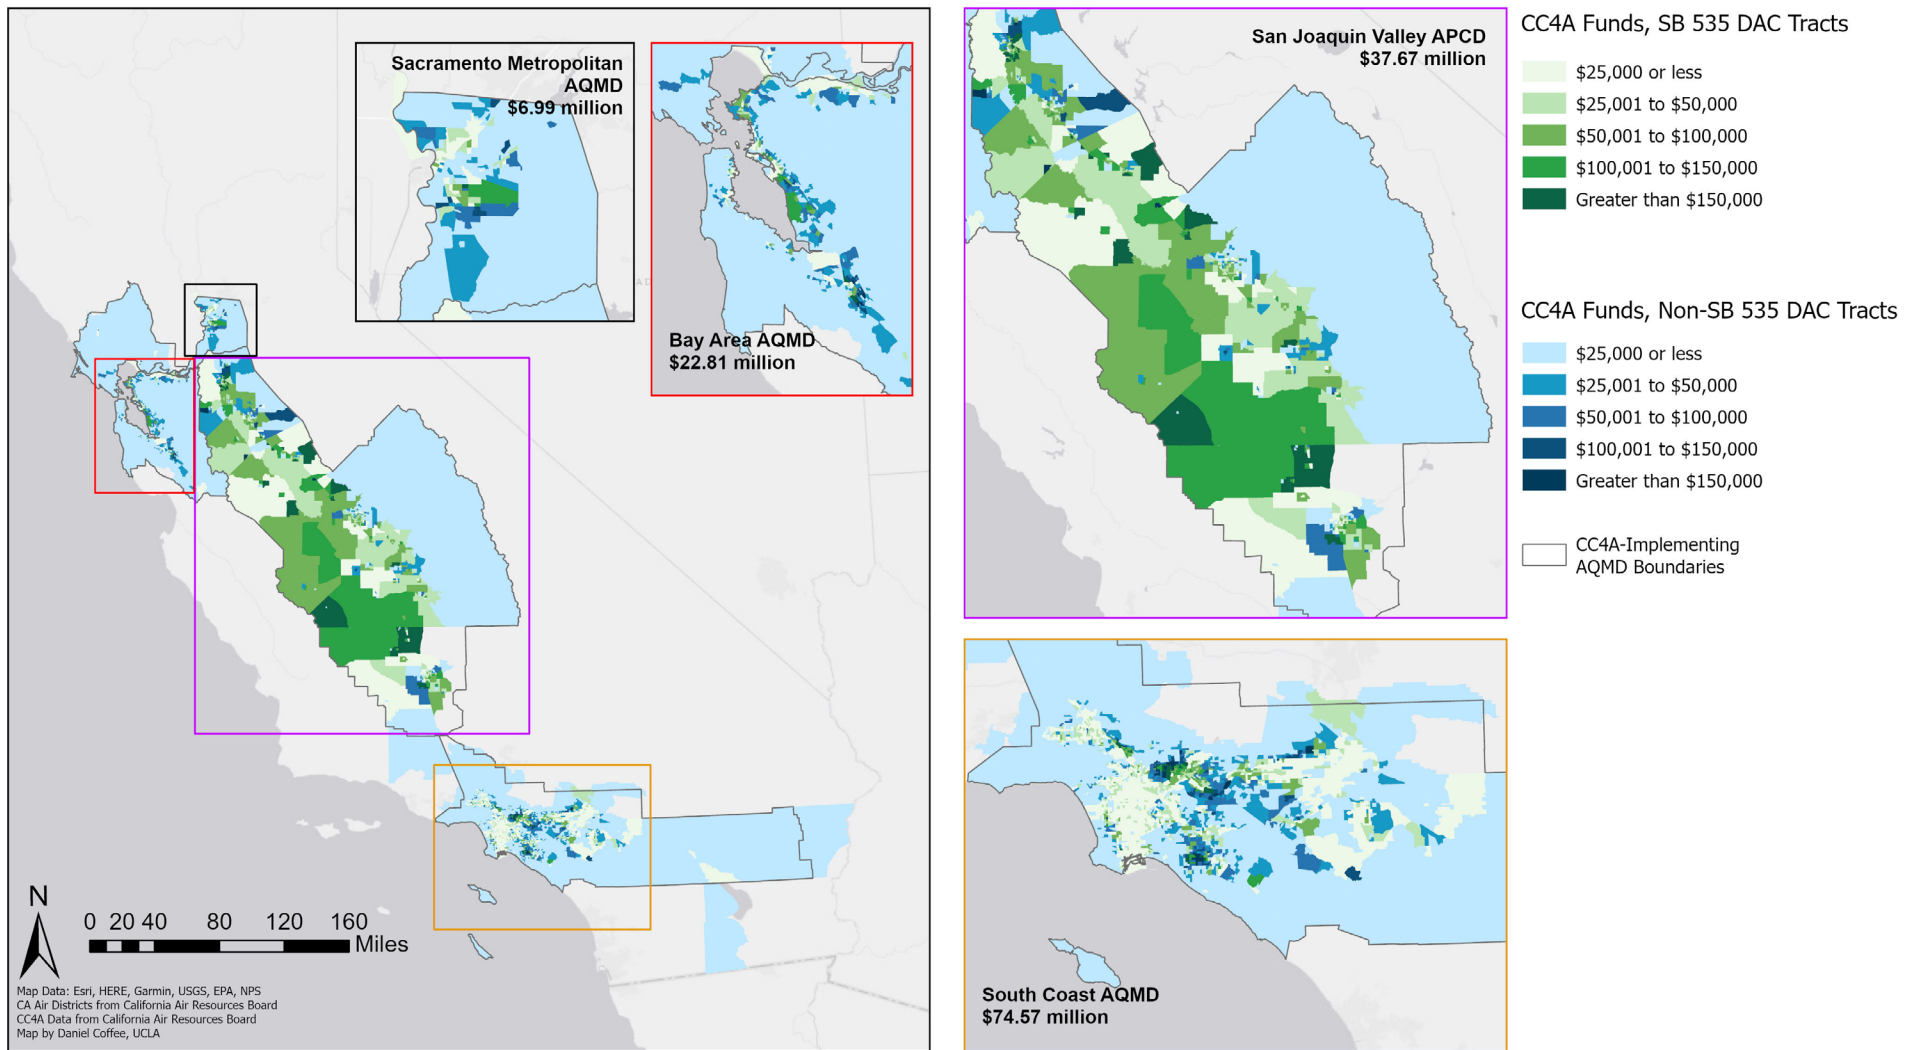 Sacramento Metropolitan
AQMD
$6.99 million
Bay Area AQMD
$22.81 million
N
0 20 40 80 120 160
Miles
Map Data: Esri, HERE, Garmin, USGS, EPA, NPS
CA Air Districts from California Air Resources Board
CC4A Data from California Air Resources Board
Map by Daniel Coffee, UCLA
San Joaquin Valley APCD
$37.67 million
South Coast AQMD
$74.57 million
CC4A Funds, SB 535 DAC Tracts
$25,000 or less
$25,001 to $50,000
$50,001 to $100,000
$100,001 to $150,000
Greater than $150,000
CC4A Funds, Non-SB 535 DAC Tracts
$25,000 or less
$25,001 to $50,000
$50,001 to $100,000
$100,001 to $150,000
Greater than $150,000
CC4A-Implementing
AQMD Boundaries